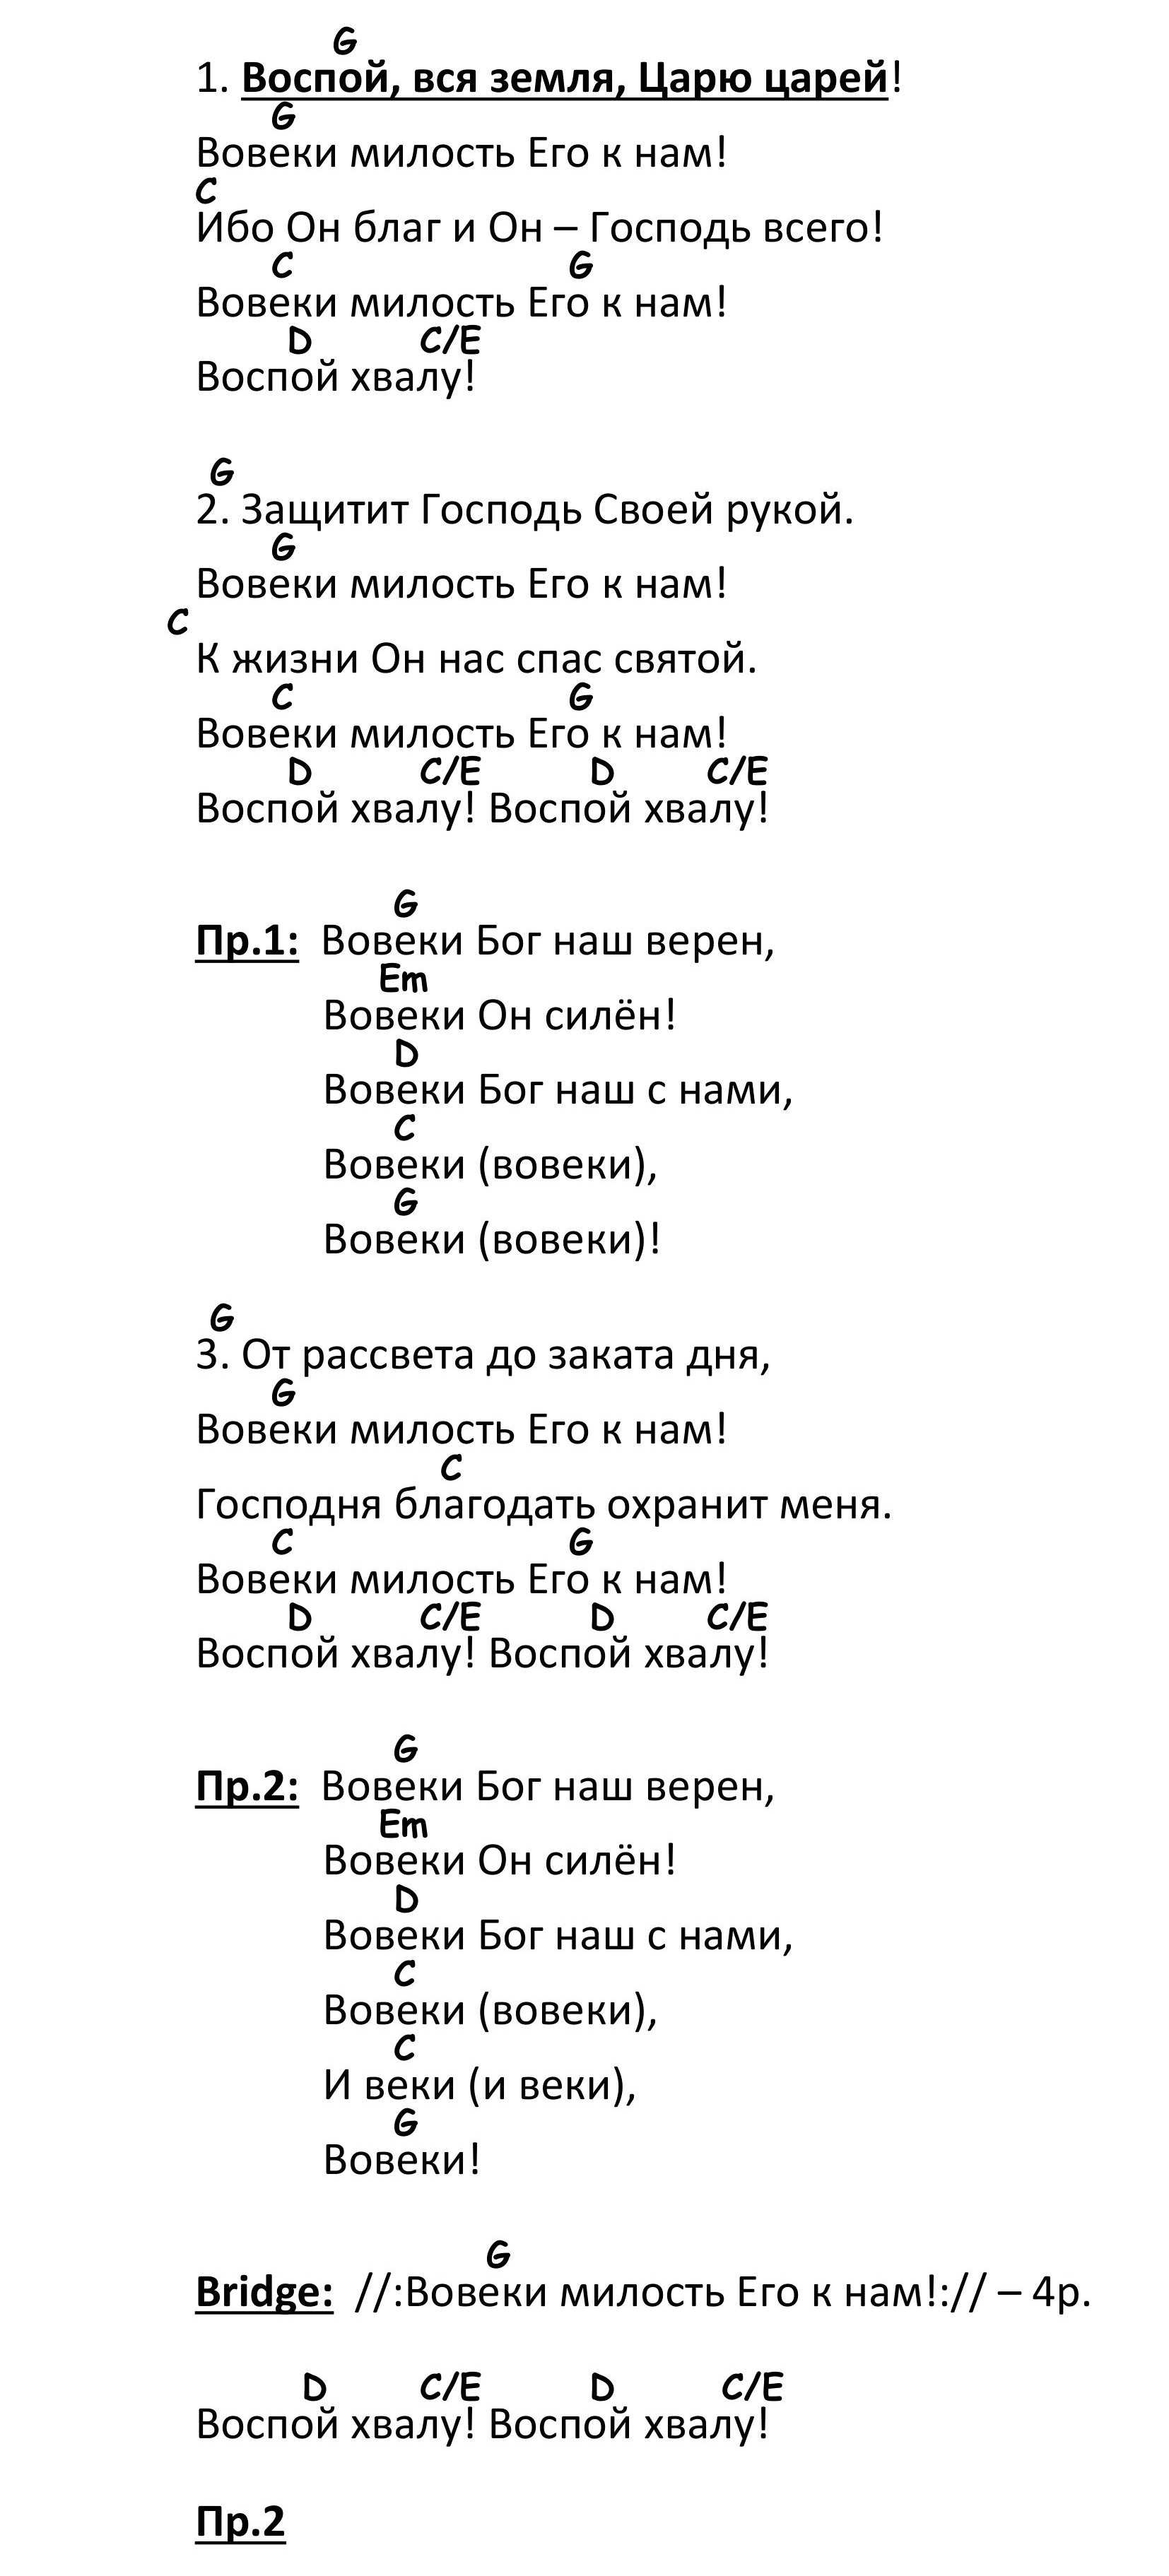 G
1. Воспой, вся земля, Царю царей!
G
Вовеки милость Его к нам!
C
Ибо Он благ и Он – Господь всего!
C G
Вовеки милость Его к нам!
D C/E
Воспой хвалу!
G
2. Защитит Господь Своей рукой.
G
Вовеки милость Его к нам!
C
К жизни Он нас спас святой.
C G
Вовеки милость Его к нам!
D C/E D C/E
Воспой хвалу! Воспой хвалу!
G
Пр.1: Вовеки Бог наш верен,
Em
Вовеки Он силён!
D
Вовеки Бог наш с нами,
C
Вовеки (вовеки),
G
Вовеки (вовеки)!
G
3. От рассвета до заката дня,
G
Вовеки милость Его к нам!
C
Господня благодать охранит меня.
C G
Вовеки милость Его к нам!
D C/E D C/E
Воспой хвалу! Воспой хвалу!
G
Пр.2: Вовеки Бог наш верен,
Em
Вовеки Он силён!
D
Вовеки Бог наш с нами,
C
Вовеки (вовеки),
C
И веки (и веки),
G
Вовеки!
G
Bridge: //:Вовеки милость Его к нам!:// – 4р.
D C/E D C/E
Воспой хвалу! Воспой хвалу!
Пр.2